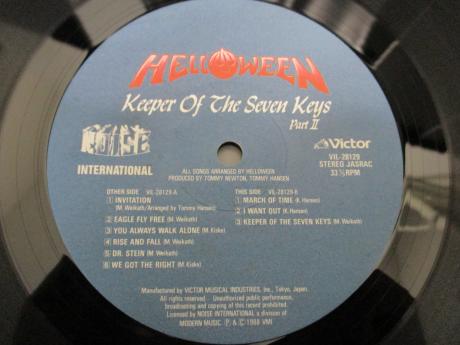 HELLOWEEN
Keeper Of The Seven Keys
Part II
NOISE
INTERNATIONAL
Victor
VIL-28129
STEREO JASRAC
33⅓RPM
ALL SONGS ARRANGED BY HELLOWEEN
PRODUCED BY TOMMY NEWTON, TOMMY HANSEN
OTHER SIDE VIL-28129-A
1 INVITATION
(M. Weikath/Arranged by Tommy Hansen)
2 EAGLE FLY FREE (M. Weikath)
3 YOU ALWAYS WALK ALONE (M. Kiske)
4 RISE AND FALL (M. Weikath)
5 DR. STEIN (M. Weikath)
6 WE GOT THE RIGHT (M. Kiske)
THIS SIDE VIL-28129-B
1 MARCH OF TIME (K. Hansen)
2 I WANT OUT (K. Hansen)
3 KEEPER OF THE SEVEN KEYS (M. Weikath)
Manufactured by VICTOR MUSICAL INDUSTRIES, Inc., Tokyo, Japan.
All rights reserved. Unauthorized public performance,
broadcasting and copying of this record prohibited.
Licensed by NOISE INTERNATIONAL a division of
MODERN MUSIC. Ⓟ & © 1988 VMI